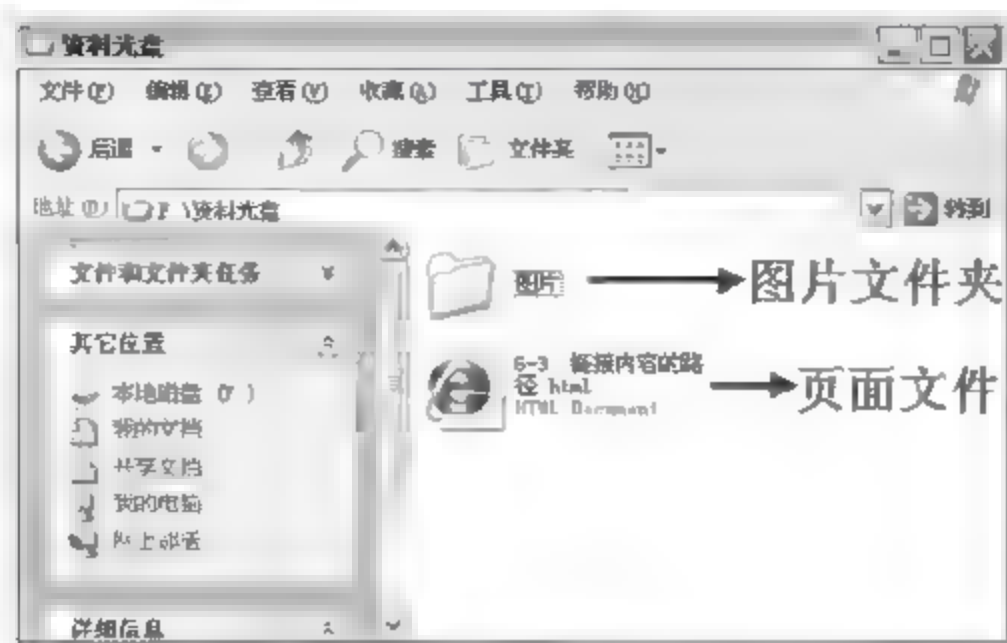 资料光盘
文件(F) 编辑(E) 查看(V) 收藏(A) 工具(T) 帮助(H)
后退 搜索 文件夹
地址(D) F:\资料光盘 转到
文件和文件夹任务
图片
图片文件夹
其它位置
本地磁盘 (F:)
我的文档
共享文档
我的电脑
网上邻居
6-3 链接内容的路
径.html
HTML Document
页面文件
详细信息